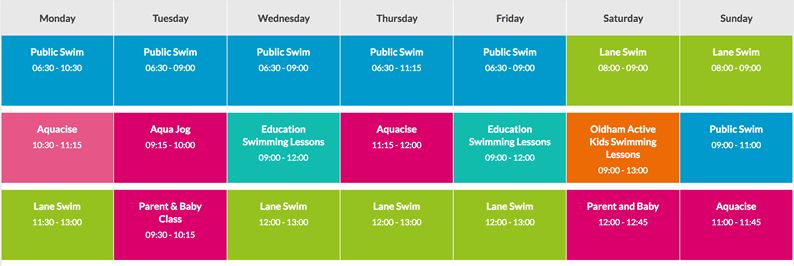 Monday Tuesday Wednesday Thursday Friday Saturday Sunday
Public Swim Public Swim Public Swim Public Swim Public Swim Lane Swim Lane Swim
06:30 - 10:30 06:30 - 09:00 06:30 - 09:00 06:30 - 11:15 06:30 - 09:00 08:00 - 09:00 08:00 - 09:00
Aquacise Aqua Jog Education Aquacise Education Oldham Active Public Swim
10:30 - 11:15 09:15 - 10:00 Swimming Lessons 11:15 - 12:00 Swimming Lessons Kids Swimming 09:00 - 11:00
09:00 - 12:00 09:00 - 12:00 Lessons
09:00 - 13:00
Lane Swim Parent & Baby Lane Swim Lane Swim Lane Swim Parent and Baby Aquacise
11:30 - 13:00 Class 12:00 - 13:00 12:00 - 13:00 12:00 - 13:00 12:00 - 12:45 11:00 - 11:45
09:30 - 10:15